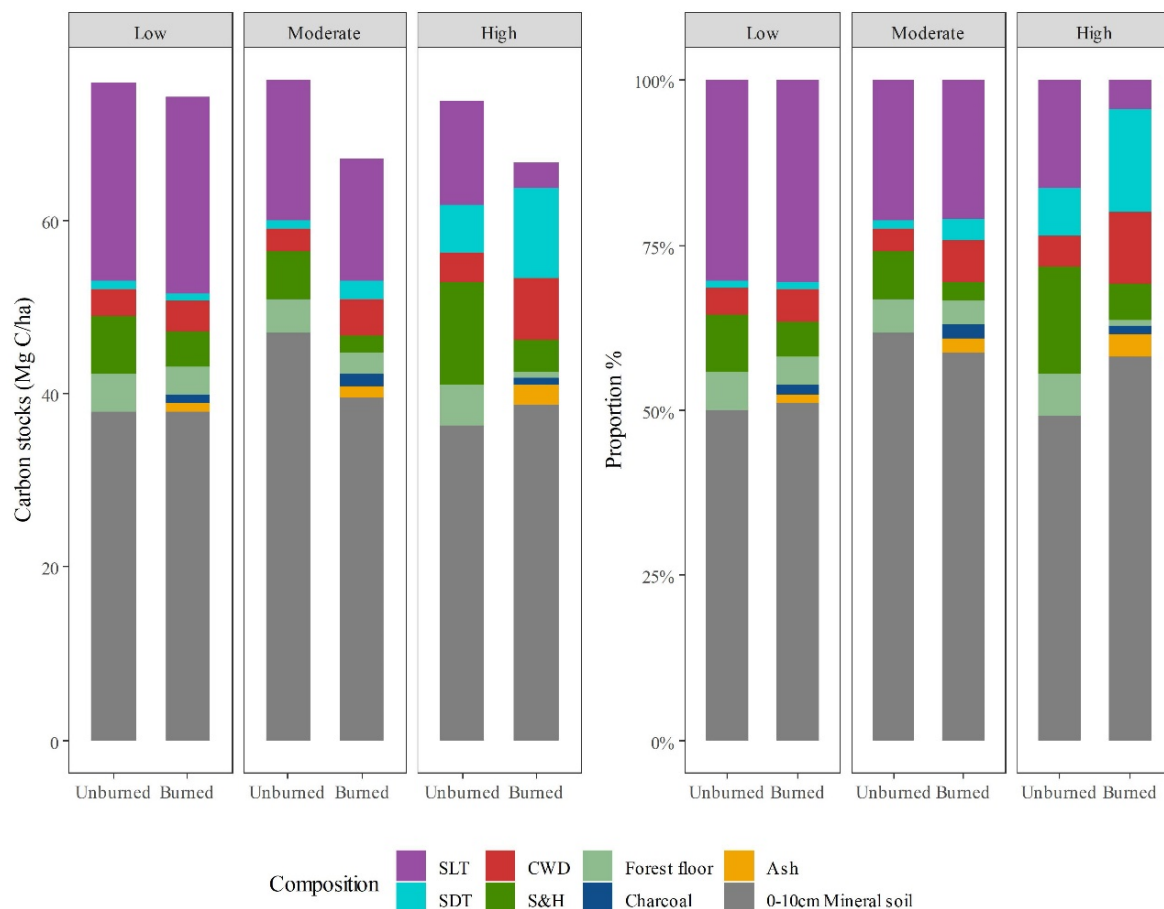 Low Moderate High
Carbon stocks (Mg C/ha)
60
40
20
0
Unburned Burned Unburned Burned Unburned Burned
Low Moderate High
Proportion %
100%
75%
50%
25%
0%
Unburned Burned Unburned Burned Unburned Burned
Composition
SLT CWD Forest floor Ash
SDT S&H Charcoal 0-10cm Mineral soil